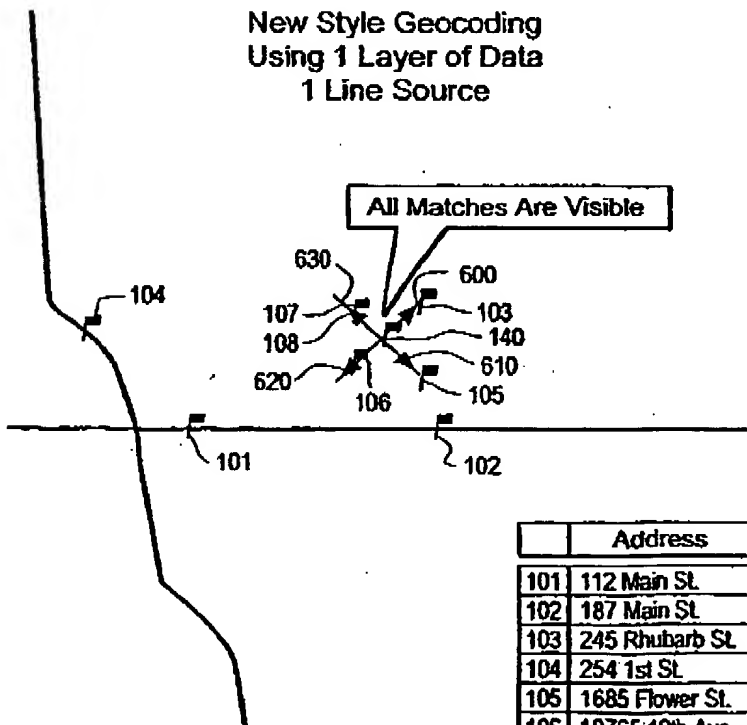 New Style Geocoding
Using 1 Layer of Data
1 Line Source
All Matches Are Visible
630
600
104
107
103
108
140
610
620
106
105
101
102
Address
101 112 Main St.
102 187 Main St.
103 245 Rhubarb St.
104 254 1st St.
105 1685 Flower St.